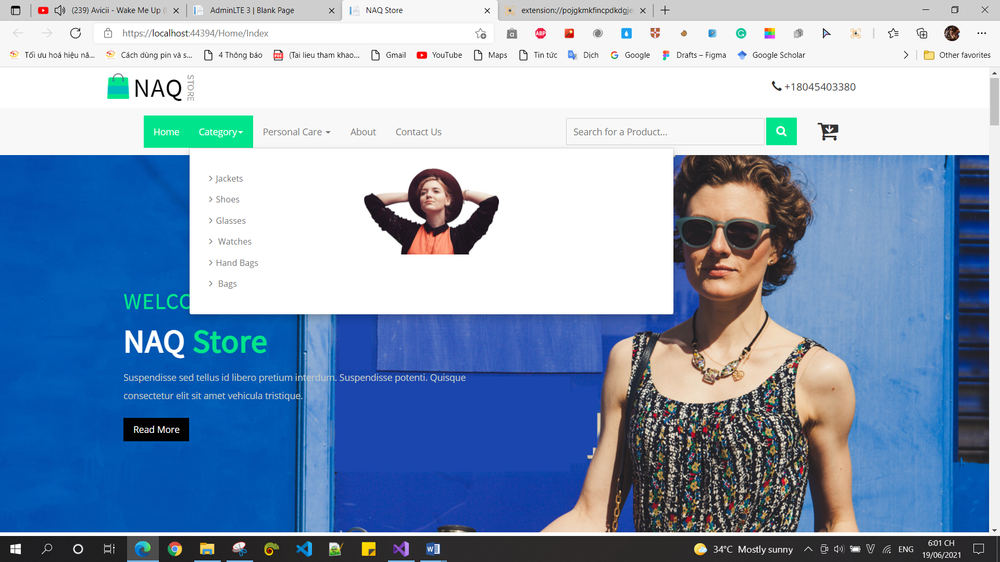 (239) Avicii - Wake Me Up (
AdminLTE 3 | Blank Page
NAQ Store
extension://pojgkmkfincpdkdgje
https://localhost:44394/Home/Index
Tối ưu hoá hiệu nă...
Cách dùng pin và s...
4 Thông báo
(Tai lieu tham khao...
Gmail
YouTube
Maps
Tin tức
Dịch
Google
Drafts – Figma
Google Scholar
Other favorites
NAQ STORE
+18045403380
Home
Category
Personal Care
About
Contact Us
Search for a Product...
Jackets
Shoes
Glasses
Watches
Hand Bags
Bags
WELCO
NAQ Store
Suspendisse sed tellus id libero pretium interdum. Suspendisse potenti. Quisque
consectetur elit sit amet vehicula tristique.
Read More
34°C Mostly sunny
ENG
6:01 CH
19/06/2021